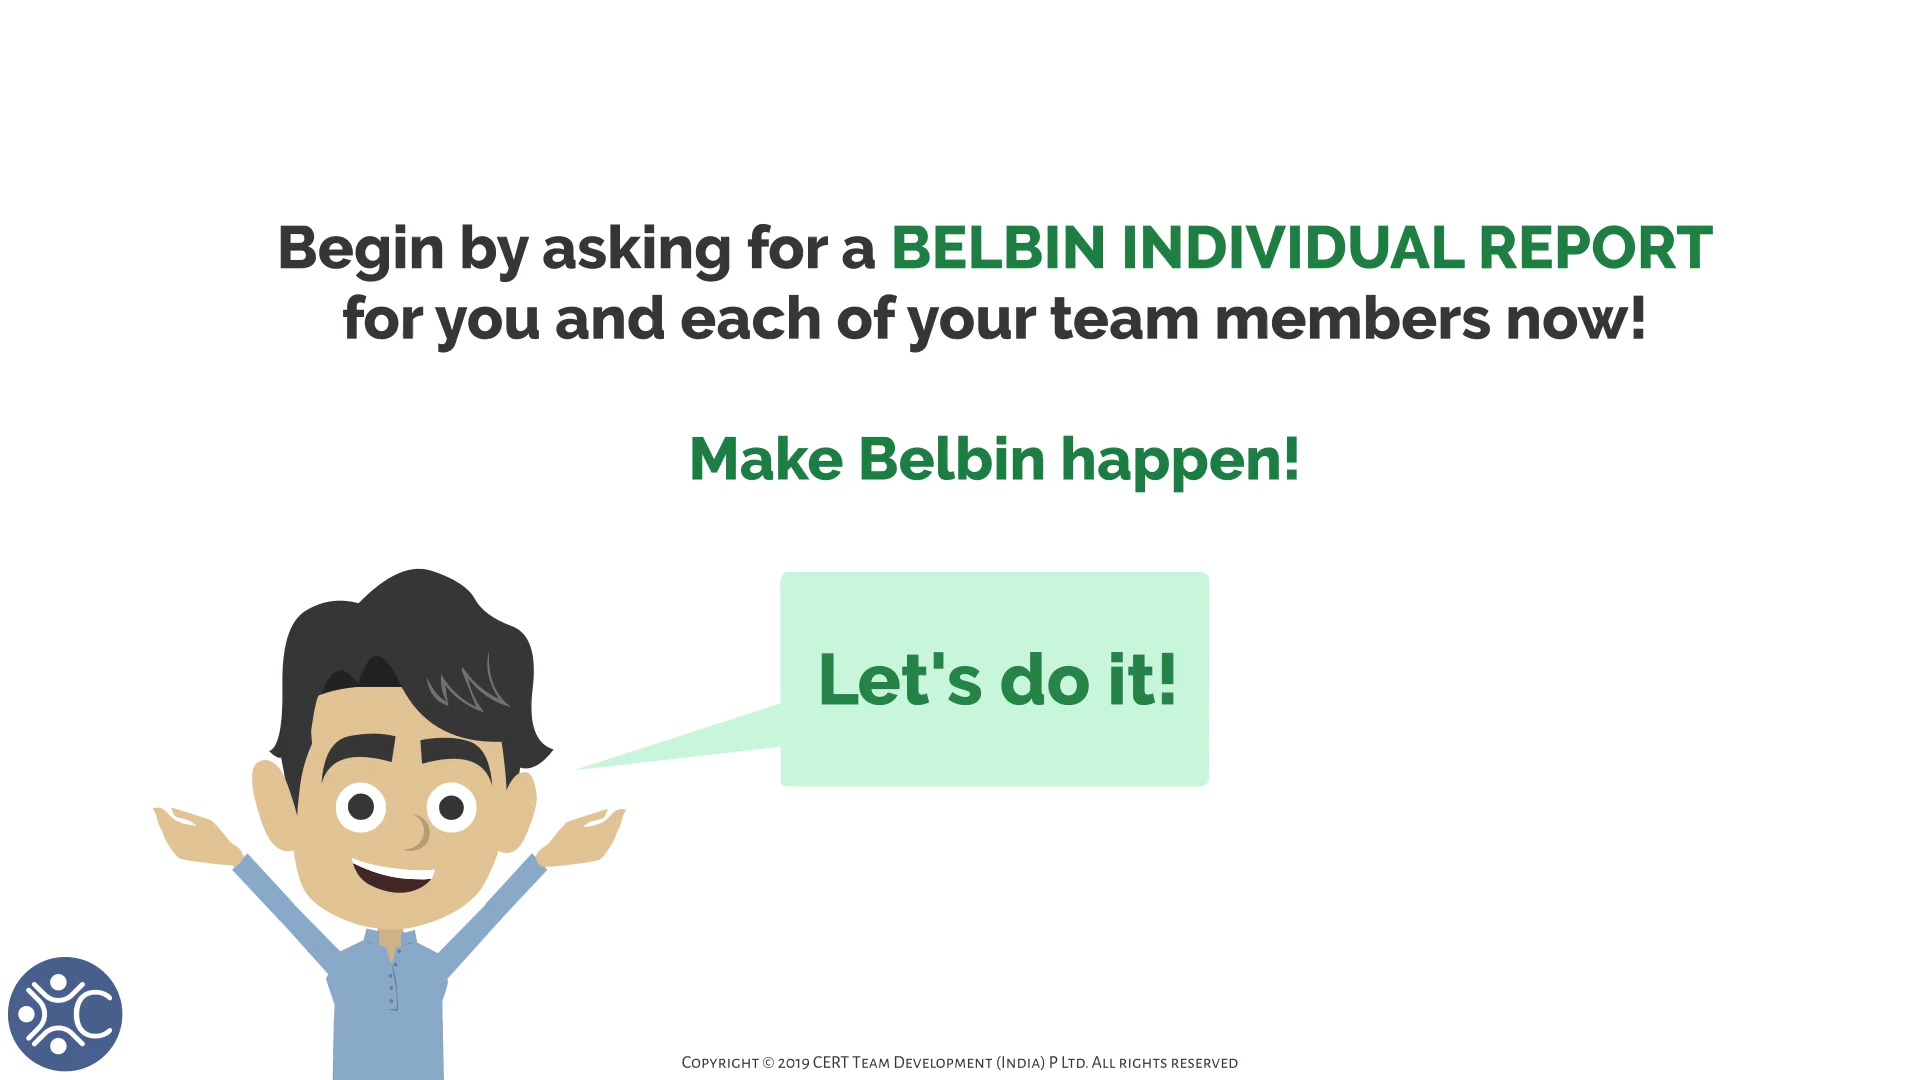 Begin by asking for a BELBIN INDIVIDUAL REPORT
for you and each of your team members now!
Make Belbin happen!
Let's do it!
Copyright © 2019 CERT Team Development (India) P Ltd. All rights reserved